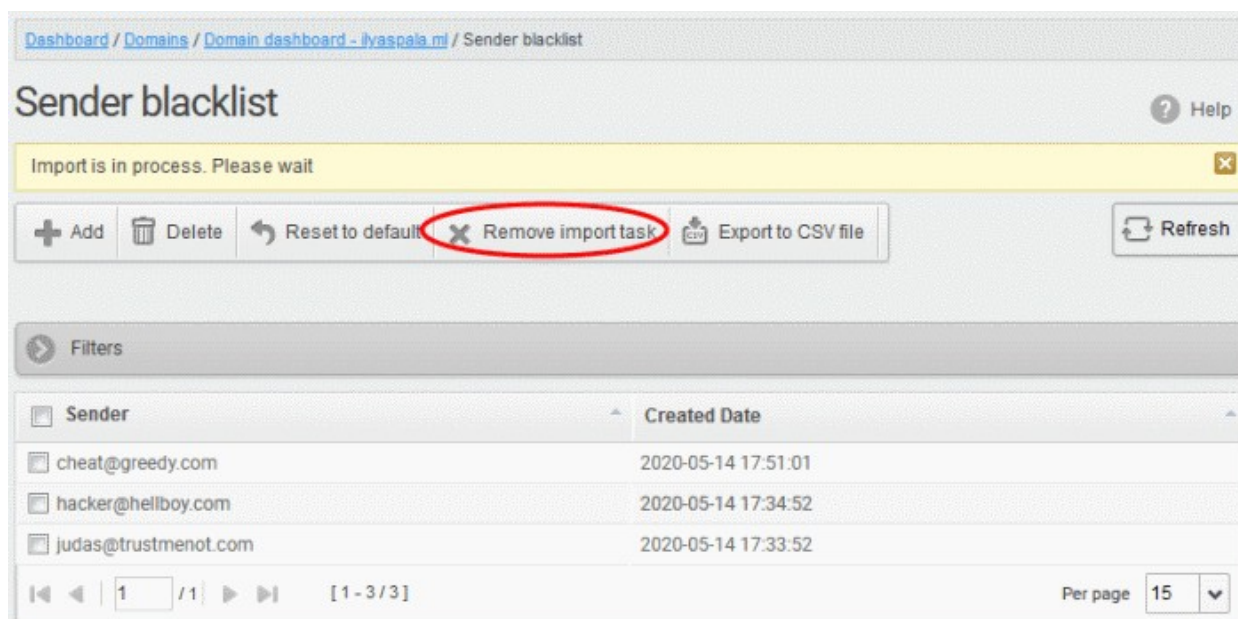 Dashboard / Domains / Domain dashboard - ilyaspala.ml / Sender blacklist
Sender blacklist
? Help
Import is in process. Please wait
Add Delete Reset to default Remove import task CSV Export to CSV file Refresh
Filters
Sender Created Date
cheat@greedy.com 2020-05-14 17:51:01
hacker@hellboy.com 2020-05-14 17:34:52
judas@trustmenot.com 2020-05-14 17:33:52
1 / 1 [ 1 - 3 / 3 ] Per page 15